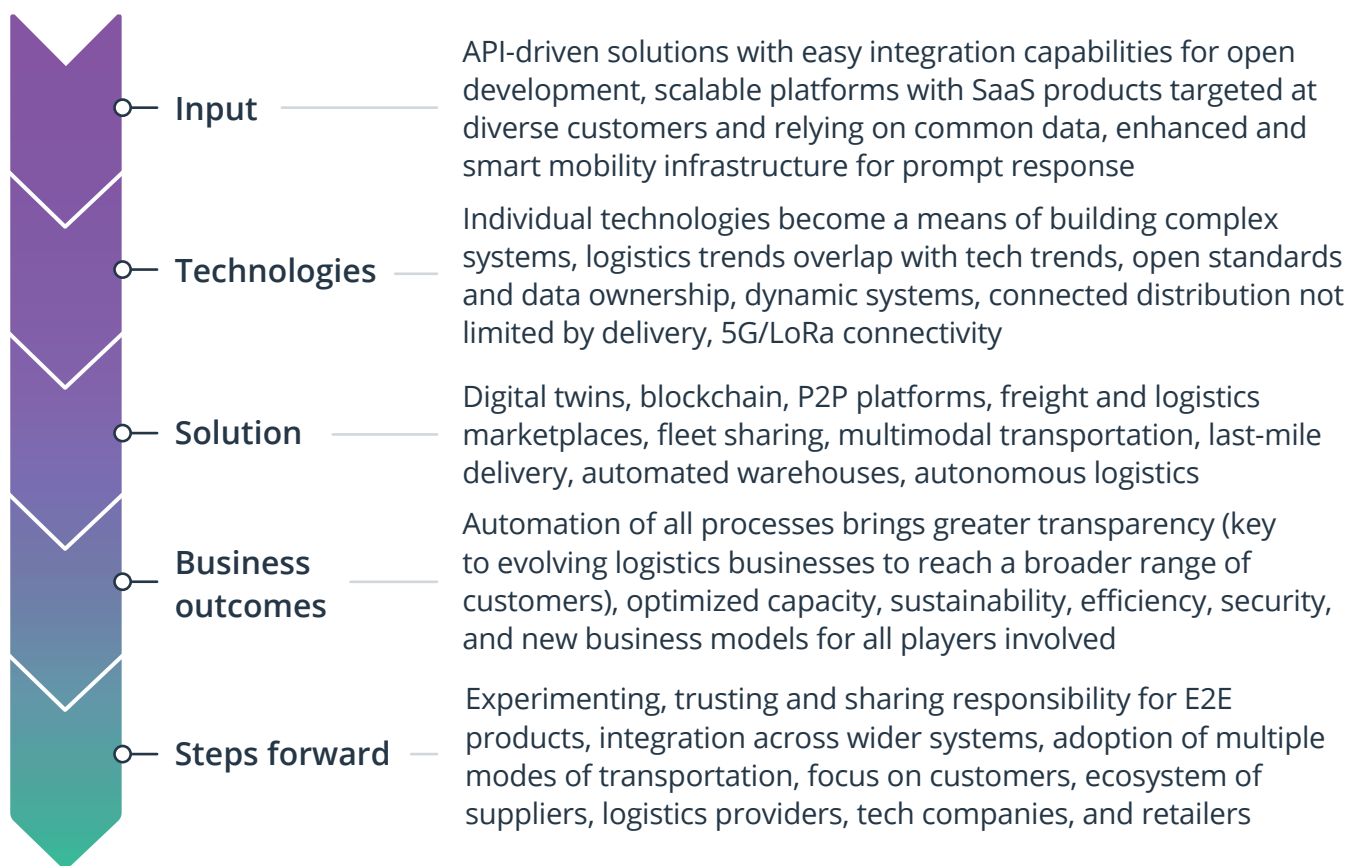 Input
API-driven solutions with easy integration capabilities for open
development, scalable platforms with SaaS products targeted at
diverse customers and relying on common data, enhanced and
smart mobility infrastructure for prompt response
Technologies
Individual technologies become a means of building complex
systems, logistics trends overlap with tech trends, open standards
and data ownership, dynamic systems, connected distribution not
limited by delivery, 5G/LoRa connectivity
Solution
Digital twins, blockchain, P2P platforms, freight and logistics
marketplaces, fleet sharing, multimodal transportation, last-mile
delivery, automated warehouses, autonomous logistics
Business
outcomes
Automation of all processes brings greater transparency (key
to evolving logistics businesses to reach a broader range of
customers), optimized capacity, sustainability, efficiency, security,
and new business models for all players involved
Steps forward
Experimenting, trusting and sharing responsibility for E2E
products, integration across wider systems, adoption of multiple
modes of transportation, focus on customers, ecosystem of
suppliers, logistics providers, tech companies, and retailers